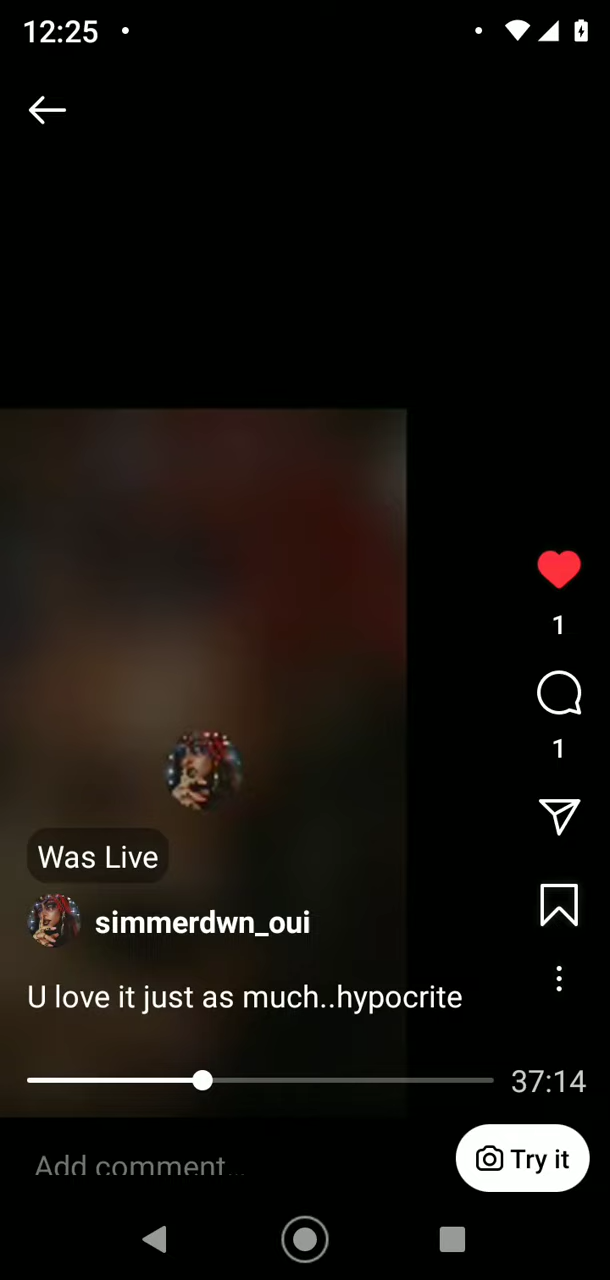 12:25
1
1
Was Live
simmerdwn_oui
U love it just as much..hypocrite
37:14
Add comment...
Try it